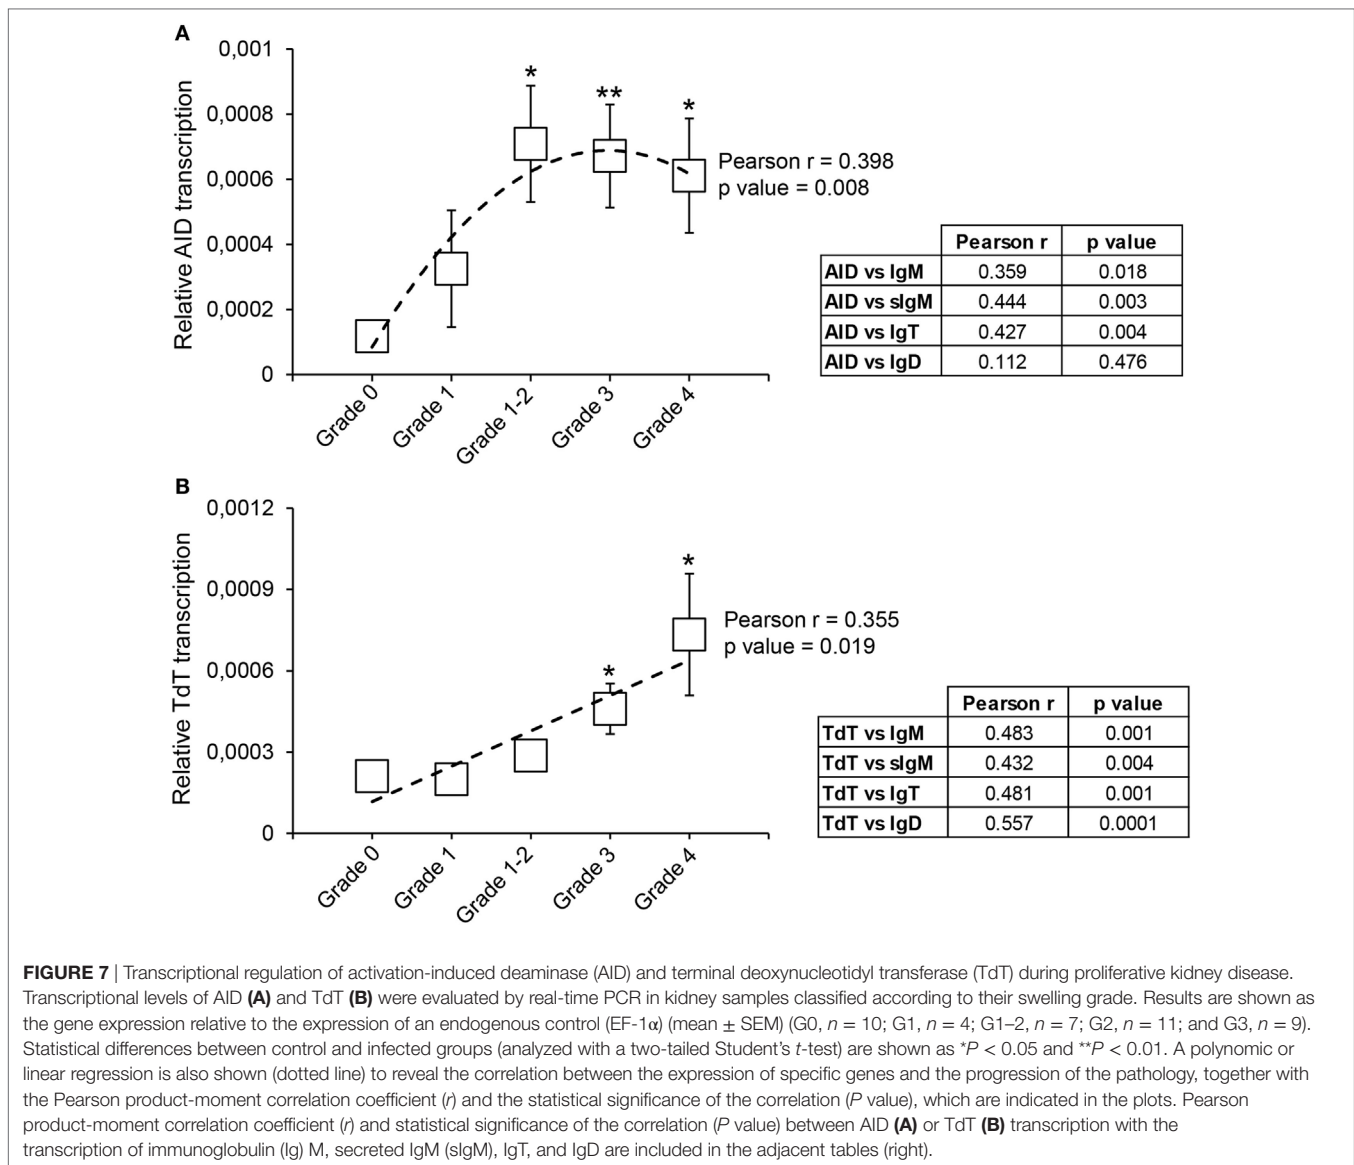 A
0,001
0,0008
0,0006
0,0004
0,0002
0
Relative AID transcription
*
**
*
Pearson r = 0.398
p value = 0.008
Grade 0
Grade 1
Grade 1-2
Grade 3
Grade 4
Pearson r p value
AID vs IgM 0.359 0.018
AID vs sIgM 0.444 0.003
AID vs IgT 0.427 0.004
AID vs IgD 0.112 0.476
B
0,0012
0,0009
0,0006
0,0003
0
Relative TdT transcription
*
*
Pearson r = 0.355
p value = 0.019
Grade 0
Grade 1
Grade 1-2
Grade 3
Grade 4
Pearson r p value
TdT vs IgM 0.483 0.001
TdT vs sIgM 0.432 0.004
TdT vs IgT 0.481 0.001
TdT vs IgD 0.557 0.0001
FIGURE 7 | Transcriptional regulation of activation-induced deaminase (AID) and terminal deoxynucleotidyl transferase (TdT) during proliferative kidney disease.
Transcriptional levels of AID (A) and TdT (B) were evaluated by real-time PCR in kidney samples classified according to their swelling grade. Results are shown as
the gene expression relative to the expression of an endogenous control (EF-1α) (mean ± SEM) (G0, n = 10; G1, n = 4; G1–2, n = 7; G2, n = 11; and G3, n = 9).
Statistical differences between control and infected groups (analyzed with a two-tailed Student's t-test) are shown as *P < 0.05 and **P < 0.01. A polynomic or
linear regression is also shown (dotted line) to reveal the correlation between the expression of specific genes and the progression of the pathology, together with
the Pearson product-moment correlation coefficient (r) and the statistical significance of the correlation (P value), which are indicated in the plots. Pearson
product-moment correlation coefficient (r) and statistical significance of the correlation (P value) between AID (A) or TdT (B) transcription with the
transcription of immunoglobulin (Ig) M, secreted IgM (sIgM), IgT, and IgD are included in the adjacent tables (right).